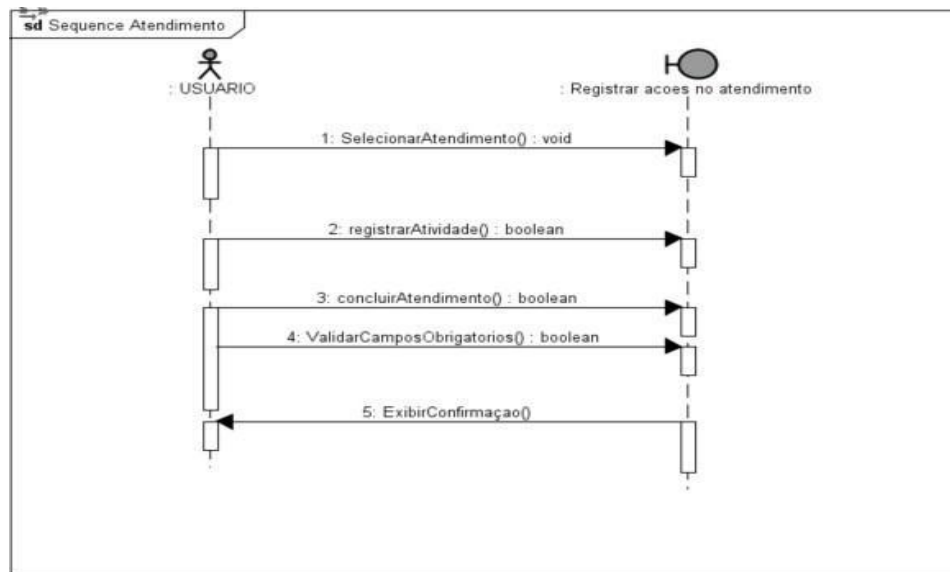 sd Sequence Atendimento
: USUARIO
: Registrar acoes no atendimento
1: SelecionarAtendimento() : void
2: registrarAtividade() : boolean
3: concluirAtendimento() : boolean
4: ValidarCamposObrigatorios() : boolean
5: ExibirConfirmaçao()